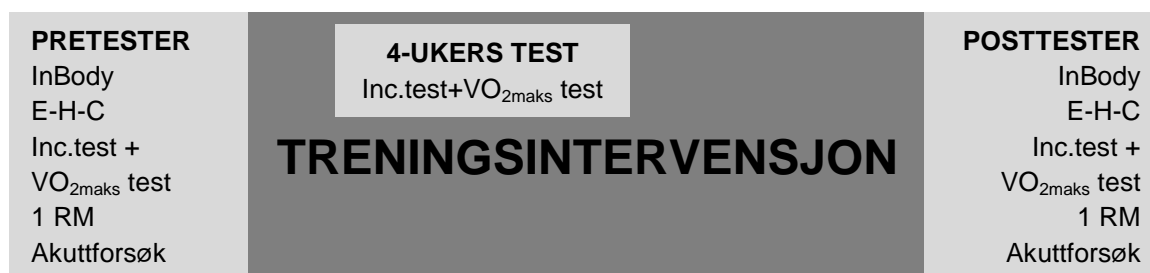 PRETESTER
InBody
E-H-C
Inc.test +
VO2maks test
1 RM
Akuttforsøk
4-UKERS TEST
Inc.test+VO2maks test
TRENINGSINTERVENSJON
POSTTESTER
InBody
E-H-C
Inc.test +
VO2maks test
1 RM
Akuttforsøk